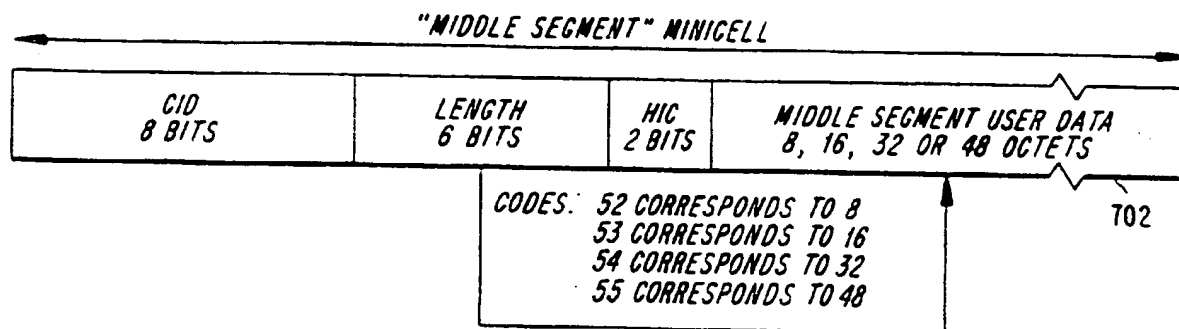 "MIDDLE SEGMENT" MINICELL
CID
8 BITS
LENGTH
6 BITS
HIC
2 BITS
MIDDLE SEGMENT USER DATA
8, 16, 32 OR 48 OCTETS
702
CODES: 52 CORRESPONDS TO 8
53 CORRESPONDS TO 16
54 CORRESPONDS TO 32
55 CORRESPONDS TO 48